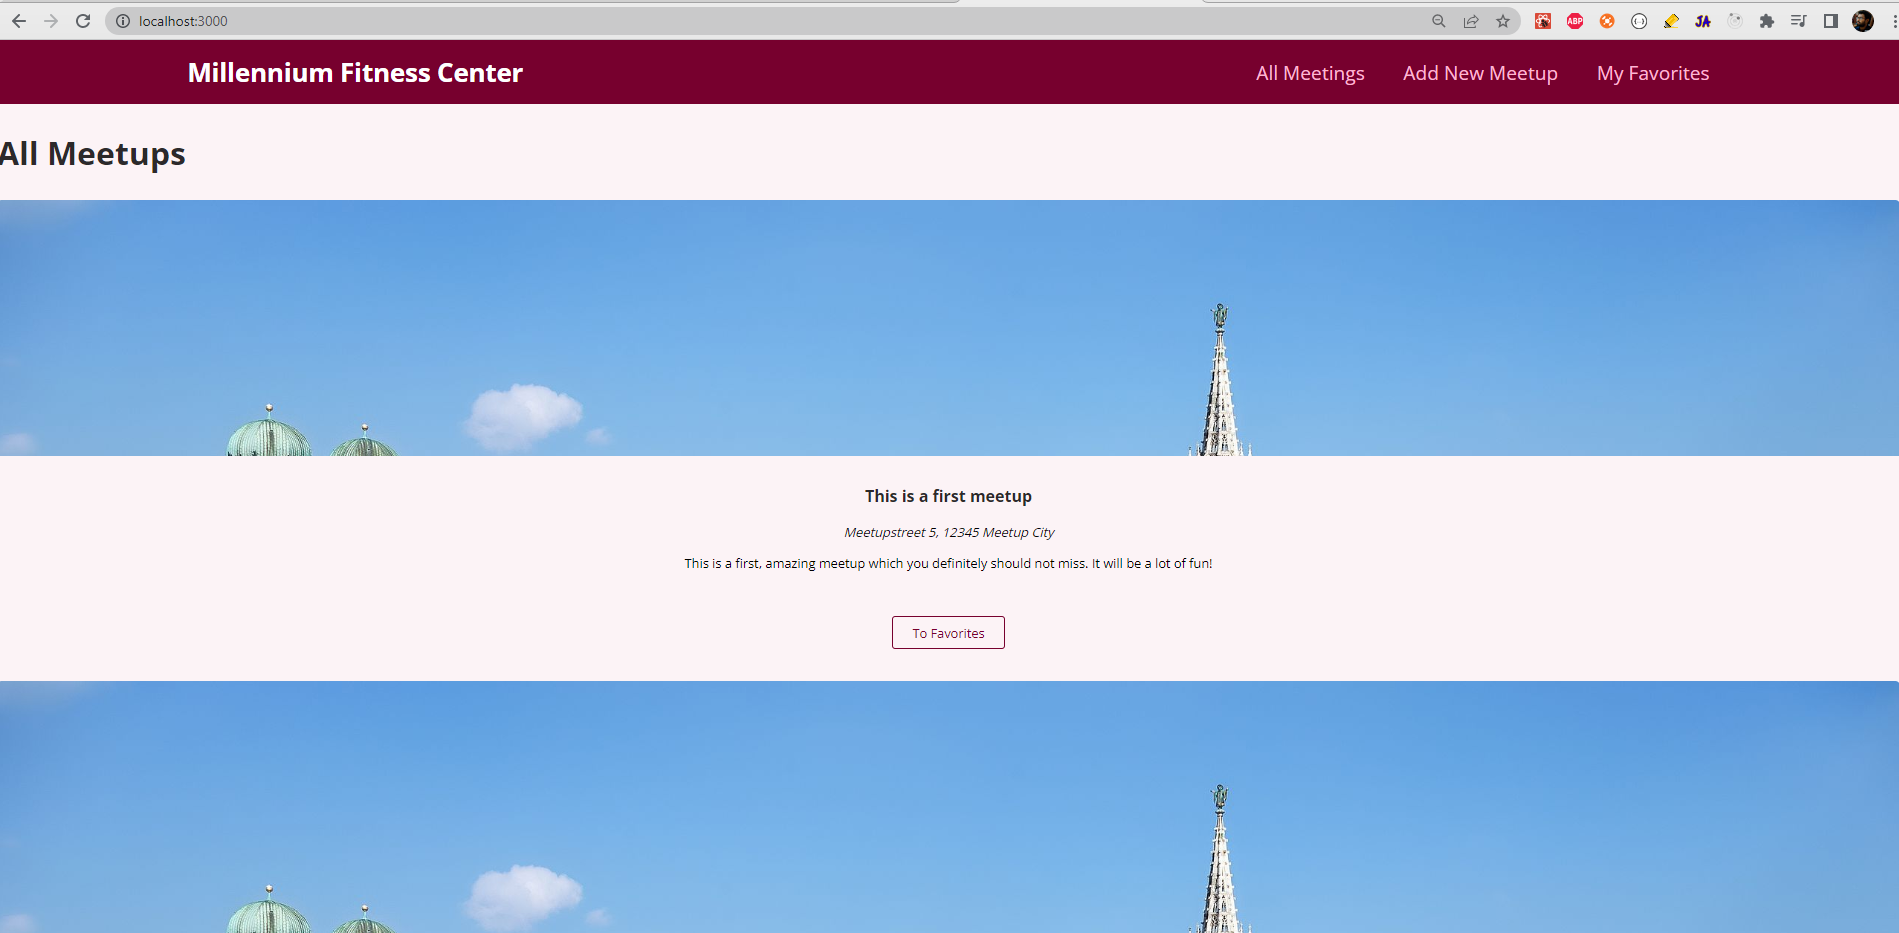 localhost:3000
ABP
JA
Millennium Fitness Center
All Meetings
Add New Meetup
My Favorites
All Meetups
This is a first meetup
Meetupstreet 5, 12345 Meetup City
This is a first, amazing meetup which you definitely should not miss. It will be a lot of fun!
To Favorites